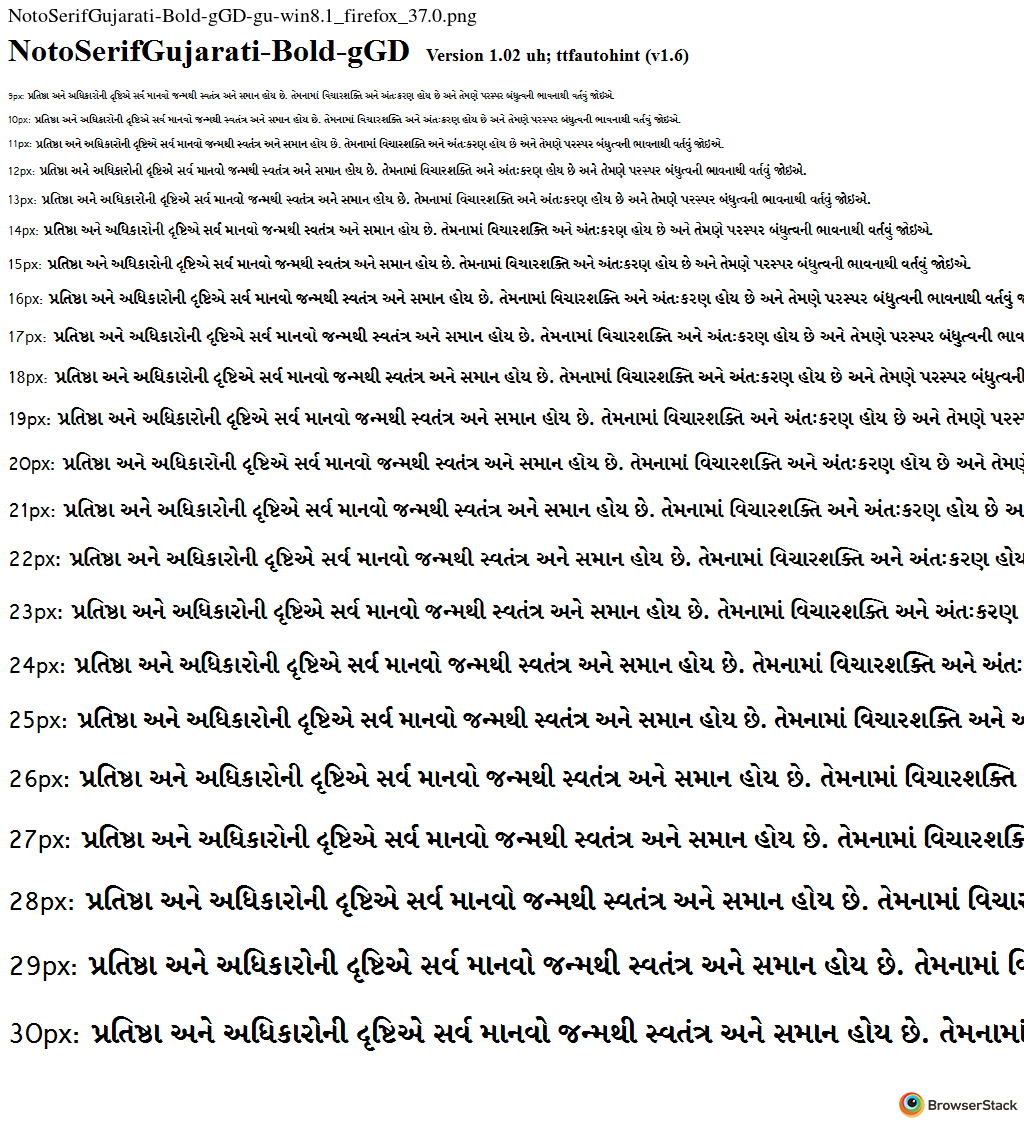 NotoSerifGujarati-Bold-gGD-gu-win8.1_firefox_37.0.png
NotoSerifGujarati-Bold-gGD Version 1.02 uh; ttfautohint (v1.6)
9px: પ્રતિષ્ઠા અને અધિકારોની દૃષ્ટિએ સર્વ માનવો જન્મથી સ્વતંત્ર અને સમાન હોય છે. તેમનામાં વિચારશક્તિ અને અંતઃકરણ હોય છે અને તેમણે પરસ્પર બંધુત્વની ભાવનાથી વર્તવું જોઇએ.
10px: પ્રતિષ્ઠા અને અધિકારોની દૃષ્ટિએ સર્વ માનવો જન્મથી સ્વતંત્ર અને સમાન હોય છે. તેમનામાં વિચારશક્તિ અને અંતઃકરણ હોય છે અને તેમણે પરસ્પર બંધુત્વની ભાવનાથી વર્તવું જોઇએ.
11px: પ્રતિષ્ઠા અને અધિકારોની દૃષ્ટિએ સર્વ માનવો જન્મથી સ્વતંત્ર અને સમાન હોય છે. તેમનામાં વિચારશક્તિ અને અંતઃકરણ હોય છે અને તેમણે પરસ્પર બંધુત્વની ભાવનાથી વર્તવું જોઇએ.
12px: પ્રતિષ્ઠા અને અધિકારોની દૃષ્ટિએ સર્વ માનવો જન્મથી સ્વતંત્ર અને સમાન હોય છે. તેમનામાં વિચારશક્તિ અને અંતઃકરણ હોય છે અને તેમણે પરસ્પર બંધુત્વની ભાવનાથી વર્તવું જોઇએ.
13px: પ્રતિષ્ઠા અને અધિકારોની દૃષ્ટિએ સર્વ માનવો જન્મથી સ્વતંત્ર અને સમાન હોય છે. તેમનામાં વિચારશક્તિ અને અંતઃકરણ હોય છે અને તેમણે પરસ્પર બંધુત્વની ભાવનાથી વર્તવું જોઇએ.
14px: પ્રતિષ્ઠા અને અધિકારોની દૃષ્ટિએ સર્વ માનવો જન્મથી સ્વતંત્ર અને સમાન હોય છે. તેમનામાં વિચારશક્તિ અને અંતઃકરણ હોય છે અને તેમણે પરસ્પર બંધુત્વની ભાવનાથી વર્તવું જોઇએ.
15px: પ્રતિષ્ઠા અને અધિકારોની દૃષ્ટિએ સર્વ માનવો જન્મથી સ્વતંત્ર અને સમાન હોય છે. તેમનામાં વિચારશક્તિ અને અંતઃકરણ હોય છે અને તેમણે પરસ્પર બંધુત્વની ભાવનાથી વર્તવું જોઇએ.
16px: પ્રતિષ્ઠા અને અધિકારોની દૃષ્ટિએ સર્વ માનવો જન્મથી સ્વતંત્ર અને સમાન હોય છે. તેમનામાં વિચારશક્તિ અને અંતઃકરણ હોય છે અને તેમણે પરસ્પર બંધુત્વની ભાવનાથી વર્તવું
17px: પ્રતિષ્ઠા અને અધિકારોની દૃષ્ટિએ સર્વ માનવો જન્મથી સ્વતંત્ર અને સમાન હોય છે. તેમનામાં વિચારશક્તિ અને અંતઃકરણ હોય છે અને તેમણે પરસ્પર બંધુત્વની ભાવ
18px: પ્રતિષ્ઠા અને અધિકારોની દૃષ્ટિએ સર્વ માનવો જન્મથી સ્વતંત્ર અને સમાન હોય છે. તેમનામાં વિચારશક્તિ અને અંતઃકરણ હોય છે અને તેમણે પરસ્પર બંધુત્વની
19px: પ્રતિષ્ઠા અને અધિકારોની દૃષ્ટિએ સર્વ માનવો જન્મથી સ્વતંત્ર અને સમાન હોય છે. તેમનામાં વિચારશક્તિ અને અંતઃકરણ હોય છે અને તેમણે
20px: પ્રતિષ્ઠા અને અધિકારોની દૃષ્ટિએ સર્વ માનવો જન્મથી સ્વતંત્ર અને સમાન હોય છે. તેમનામાં વિચારશક્તિ અને અંતઃકરણ હોય છે અને
21px: પ્રતિષ્ઠા અને અધિકારોની દૃષ્ટિએ સર્વ માનવો જન્મથી સ્વતંત્ર અને સમાન હોય છે. તેમનામાં વિચારશક્તિ અને અંતઃકરણ હોય છે
22px: પ્રતિષ્ઠા અને અધિકારોની દૃષ્ટિએ સર્વ માનવો જન્મથી સ્વતંત્ર અને સમાન હોય છે. તેમનામાં વિચારશક્તિ અને અંતઃકરણ હોય
23px: પ્રતિષ્ઠા અને અધિકારોની દૃષ્ટિએ સર્વ માનવો જન્મથી સ્વતંત્ર અને સમાન હોય છે. તેમનામાં વિચારશક્તિ અને અંતઃકરણ
24px: પ્રતિષ્ઠા અને અધિકારોની દૃષ્ટિએ સર્વ માનવો જન્મથી સ્વતંત્ર અને સમાન હોય છે. તેમનામાં વિચારશક્તિ અને અંતઃ
25px: પ્રતિષ્ઠા અને અધિકારોની દૃષ્ટિએ સર્વ માનવો જન્મથી સ્વતંત્ર અને સમાન હોય છે. તેમનામાં વિચારશક્તિ અને
26px: પ્રતિષ્ઠા અને અધિકારોની દૃષ્ટિએ સર્વ માનવો જન્મથી સ્વતંત્ર અને સમાન હોય છે. તેમનામાં વિચારશક્તિ
27px: પ્રતિષ્ઠા અને અધિકારોની દૃષ્ટિએ સર્વ માનવો જન્મથી સ્વતંત્ર અને સમાન હોય છે. તેમનામાં
28px: પ્રતિષ્ઠા અને અધિકારોની દૃષ્ટિએ સર્વ માનવો જન્મથી સ્વતંત્ર અને સમાન હોય છે. તેમનામાં
29px: પ્રતિષ્ઠા અને અધિકારોની દૃષ્ટિએ સર્વ માનવો જન્મથી સ્વતંત્ર અને સમાન હોય છે. તેમનામાં
30px: પ્રતિષ્ઠા અને અધિકારોની દૃષ્ટિએ સર્વ માનવો જન્મથી સ્વતંત્ર અને સમાન હોય છે. તેમનામાં
BrowserStack